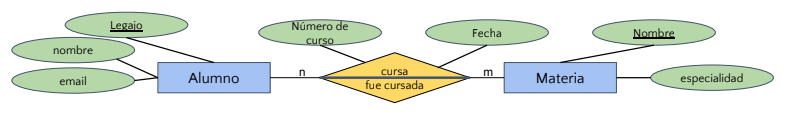 Legajo
nombre
email
Alumno
n
Número de
curso
cursa
fue cursada
Fecha
m
Materia
Nombre
especialidad